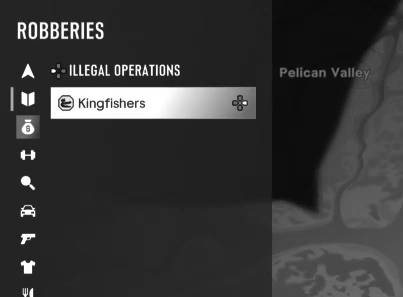 ROBBERIES
ILLEGAL OPERATIONS
Kingfishers
Pelican Valley